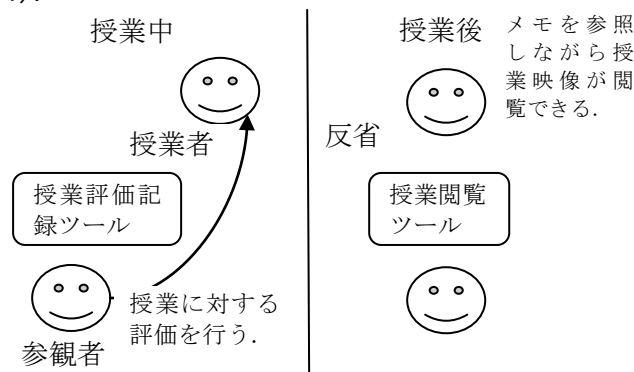 授業中
授業者
授業評価記
録ツール
授業に対する
評価を行う.
参観者
授業後
メモを参照
しながら授
業映像が閲
覧できる.
反省
授業閲覧
ツール